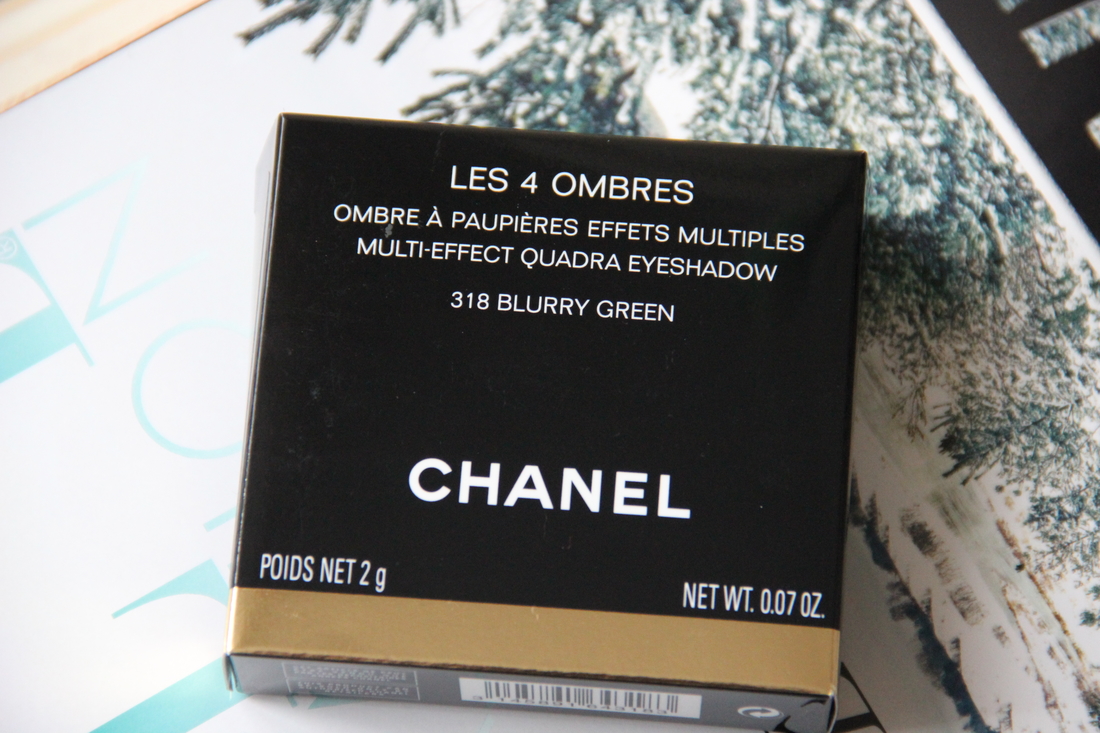 LES 4 OMBRES
OMBRE À PAUPIÈRES EFFETS MULTIPLES
MULTI-EFFECT QUADRA EYESHADOW
318 BLURRY GREEN
CHANEL
POIDS NET 2 g
NET WT. 0.07 OZ.